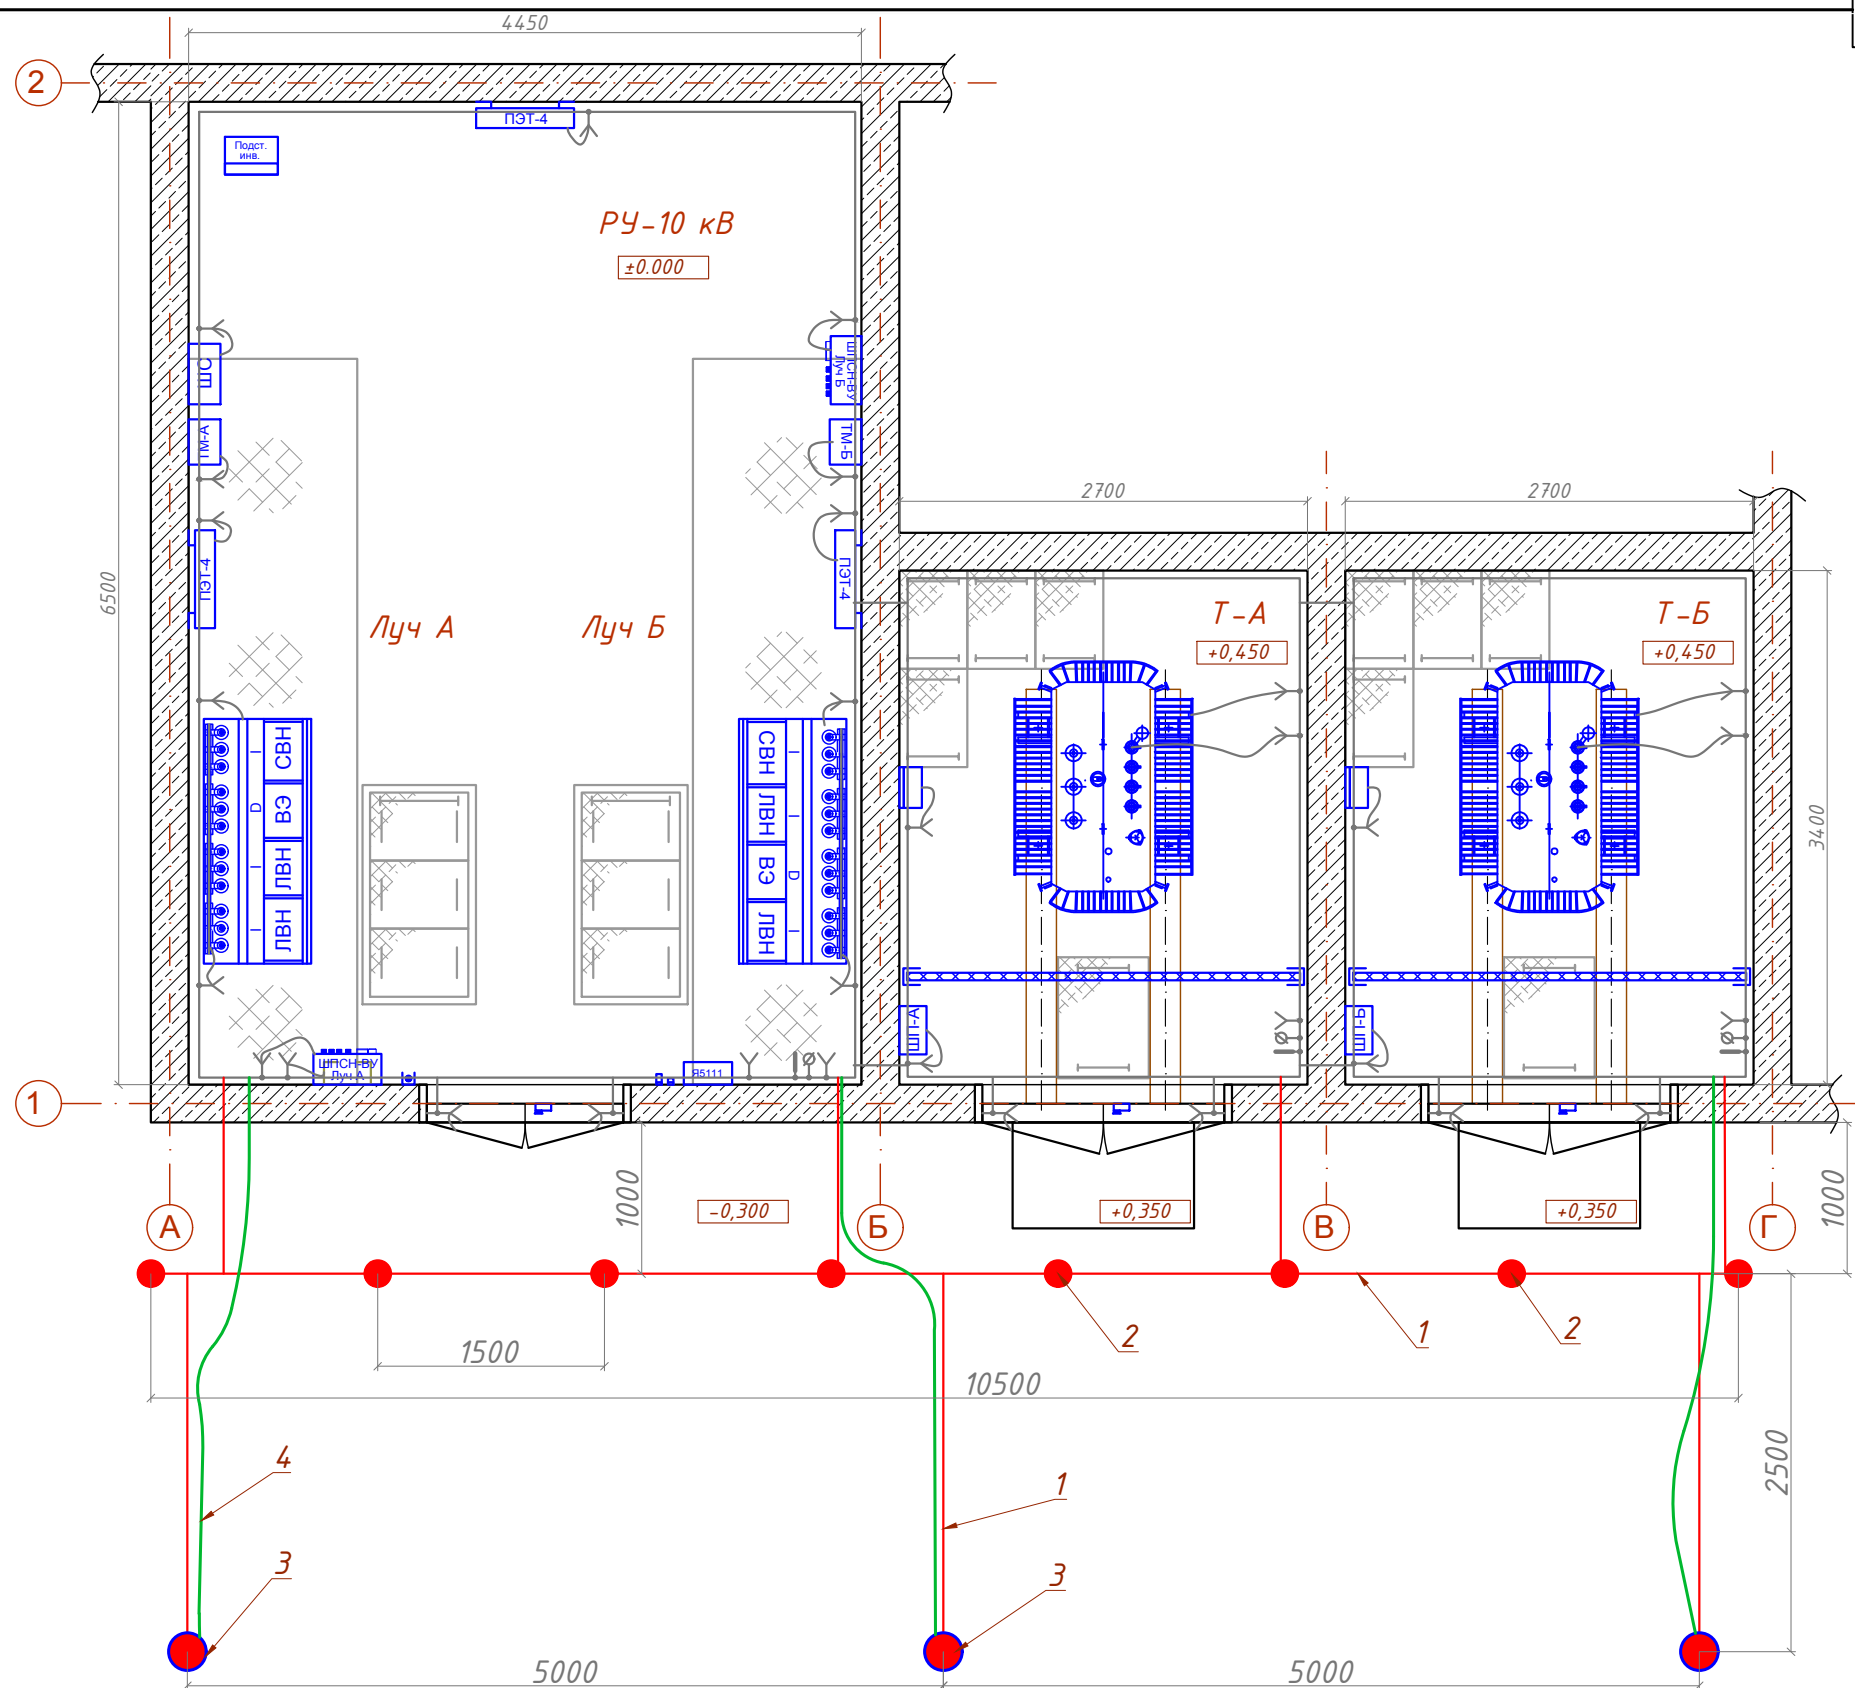 4450
2
ПЭТ-4
Подст.
инв.
РУ-10 кВ
±0.000
ШС
ШПСН-ВУ
Луч Б
ТМ-А
ТМ-Б
2700
2700
6500
ПЭТ-4
ПЭТ-4
Луч А
Луч Б
Т-А
+0,450
Т-Б
+0,450
СВН
ВЭ
ЛВН
ЛВН
I
D
I
I
СВН
ЛВН
ВЭ
ЛВН
I
I
D
I
3400
ШП-А
ШП-Б
ШПСН-ВУ
Луч А
Я5111
1
1000
-0,300
+0,350
+0,350
1000
А
Б
В
Г
2
1
2
1500
10500
4
1
2500
3
3
5000
5000